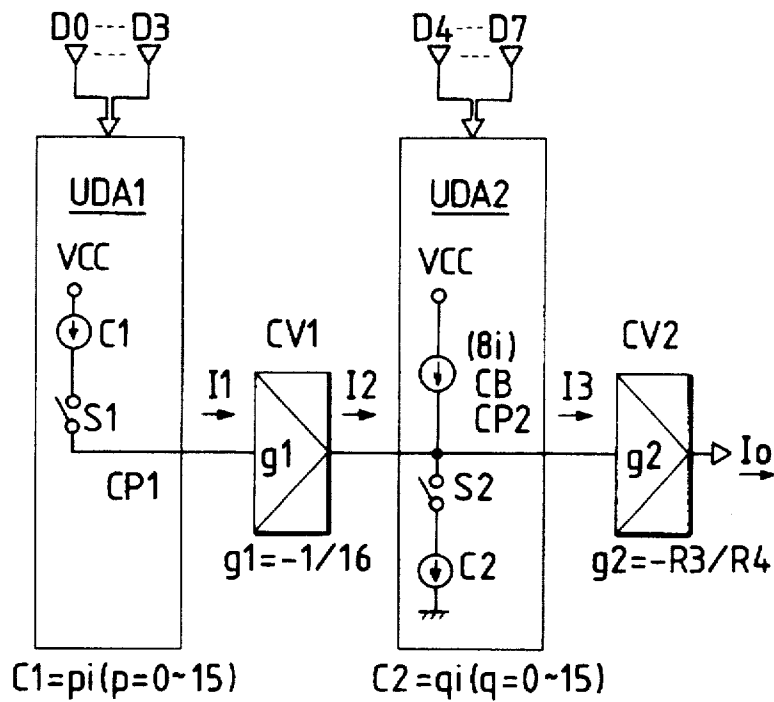 D0---D3
D4---D7
UDA1
UDA2
VCC
VCC
C1
CV1
(8i)
CB
CV2
S1
I1
I2
CP2
I3
CP1
g1
S2
g2
Io
g1=-1/16
C2
g2=-R3/R4
C1=pi(p=0~15)
C2=qi(q=0~15)